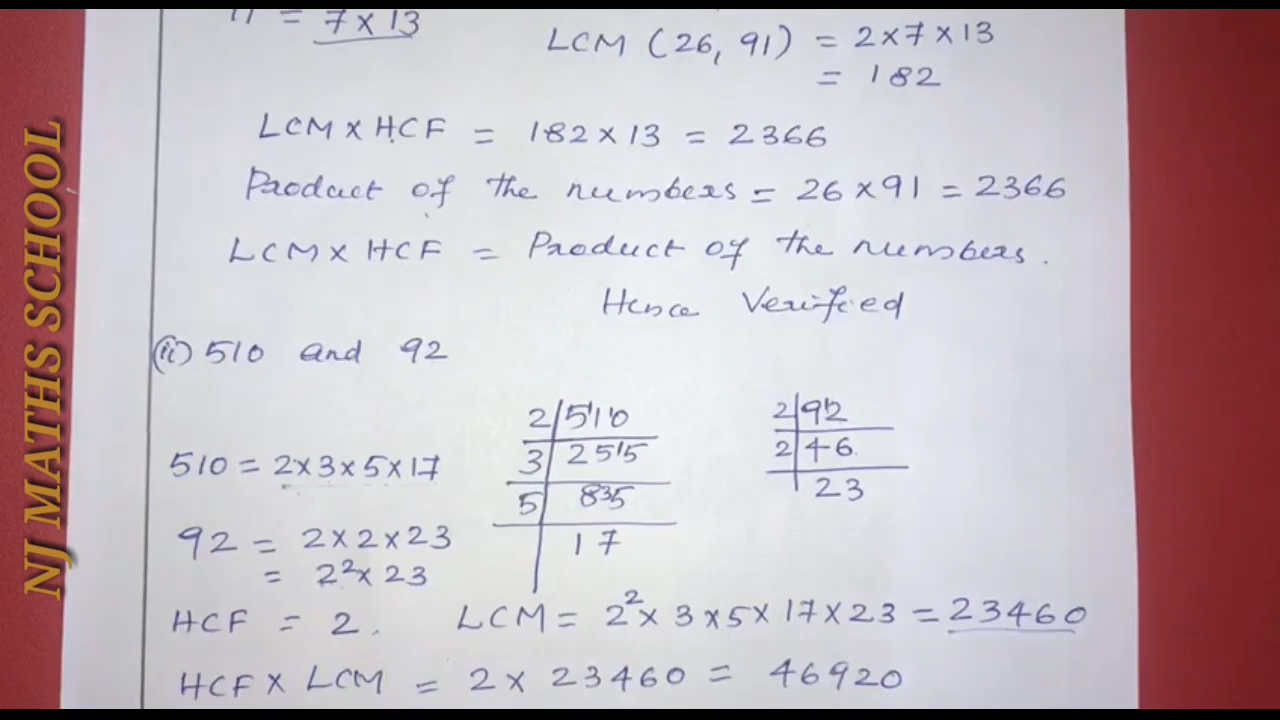 = 7 × 13
LCM (26, 91) = 2 × 7 × 13
= 182
LCM × HCF = 182 × 13 = 2366
Product of the numbers = 26 × 91 = 2366
LCM × HCF = Product of the numbers.
Hence Verified
(ii) 510 and 92
2 | 510
3 | 255
5 | 85
17
2 | 92
2 | 46
23
510 = 2 × 3 × 5 × 17
92 = 2 × 2 × 23
= 2² × 23
HCF = 2. LCM = 2² × 3 × 5 × 17 × 23 = 23460
HCF × LCM = 2 × 23460 = 46920
NJ MATHS SCHOOL